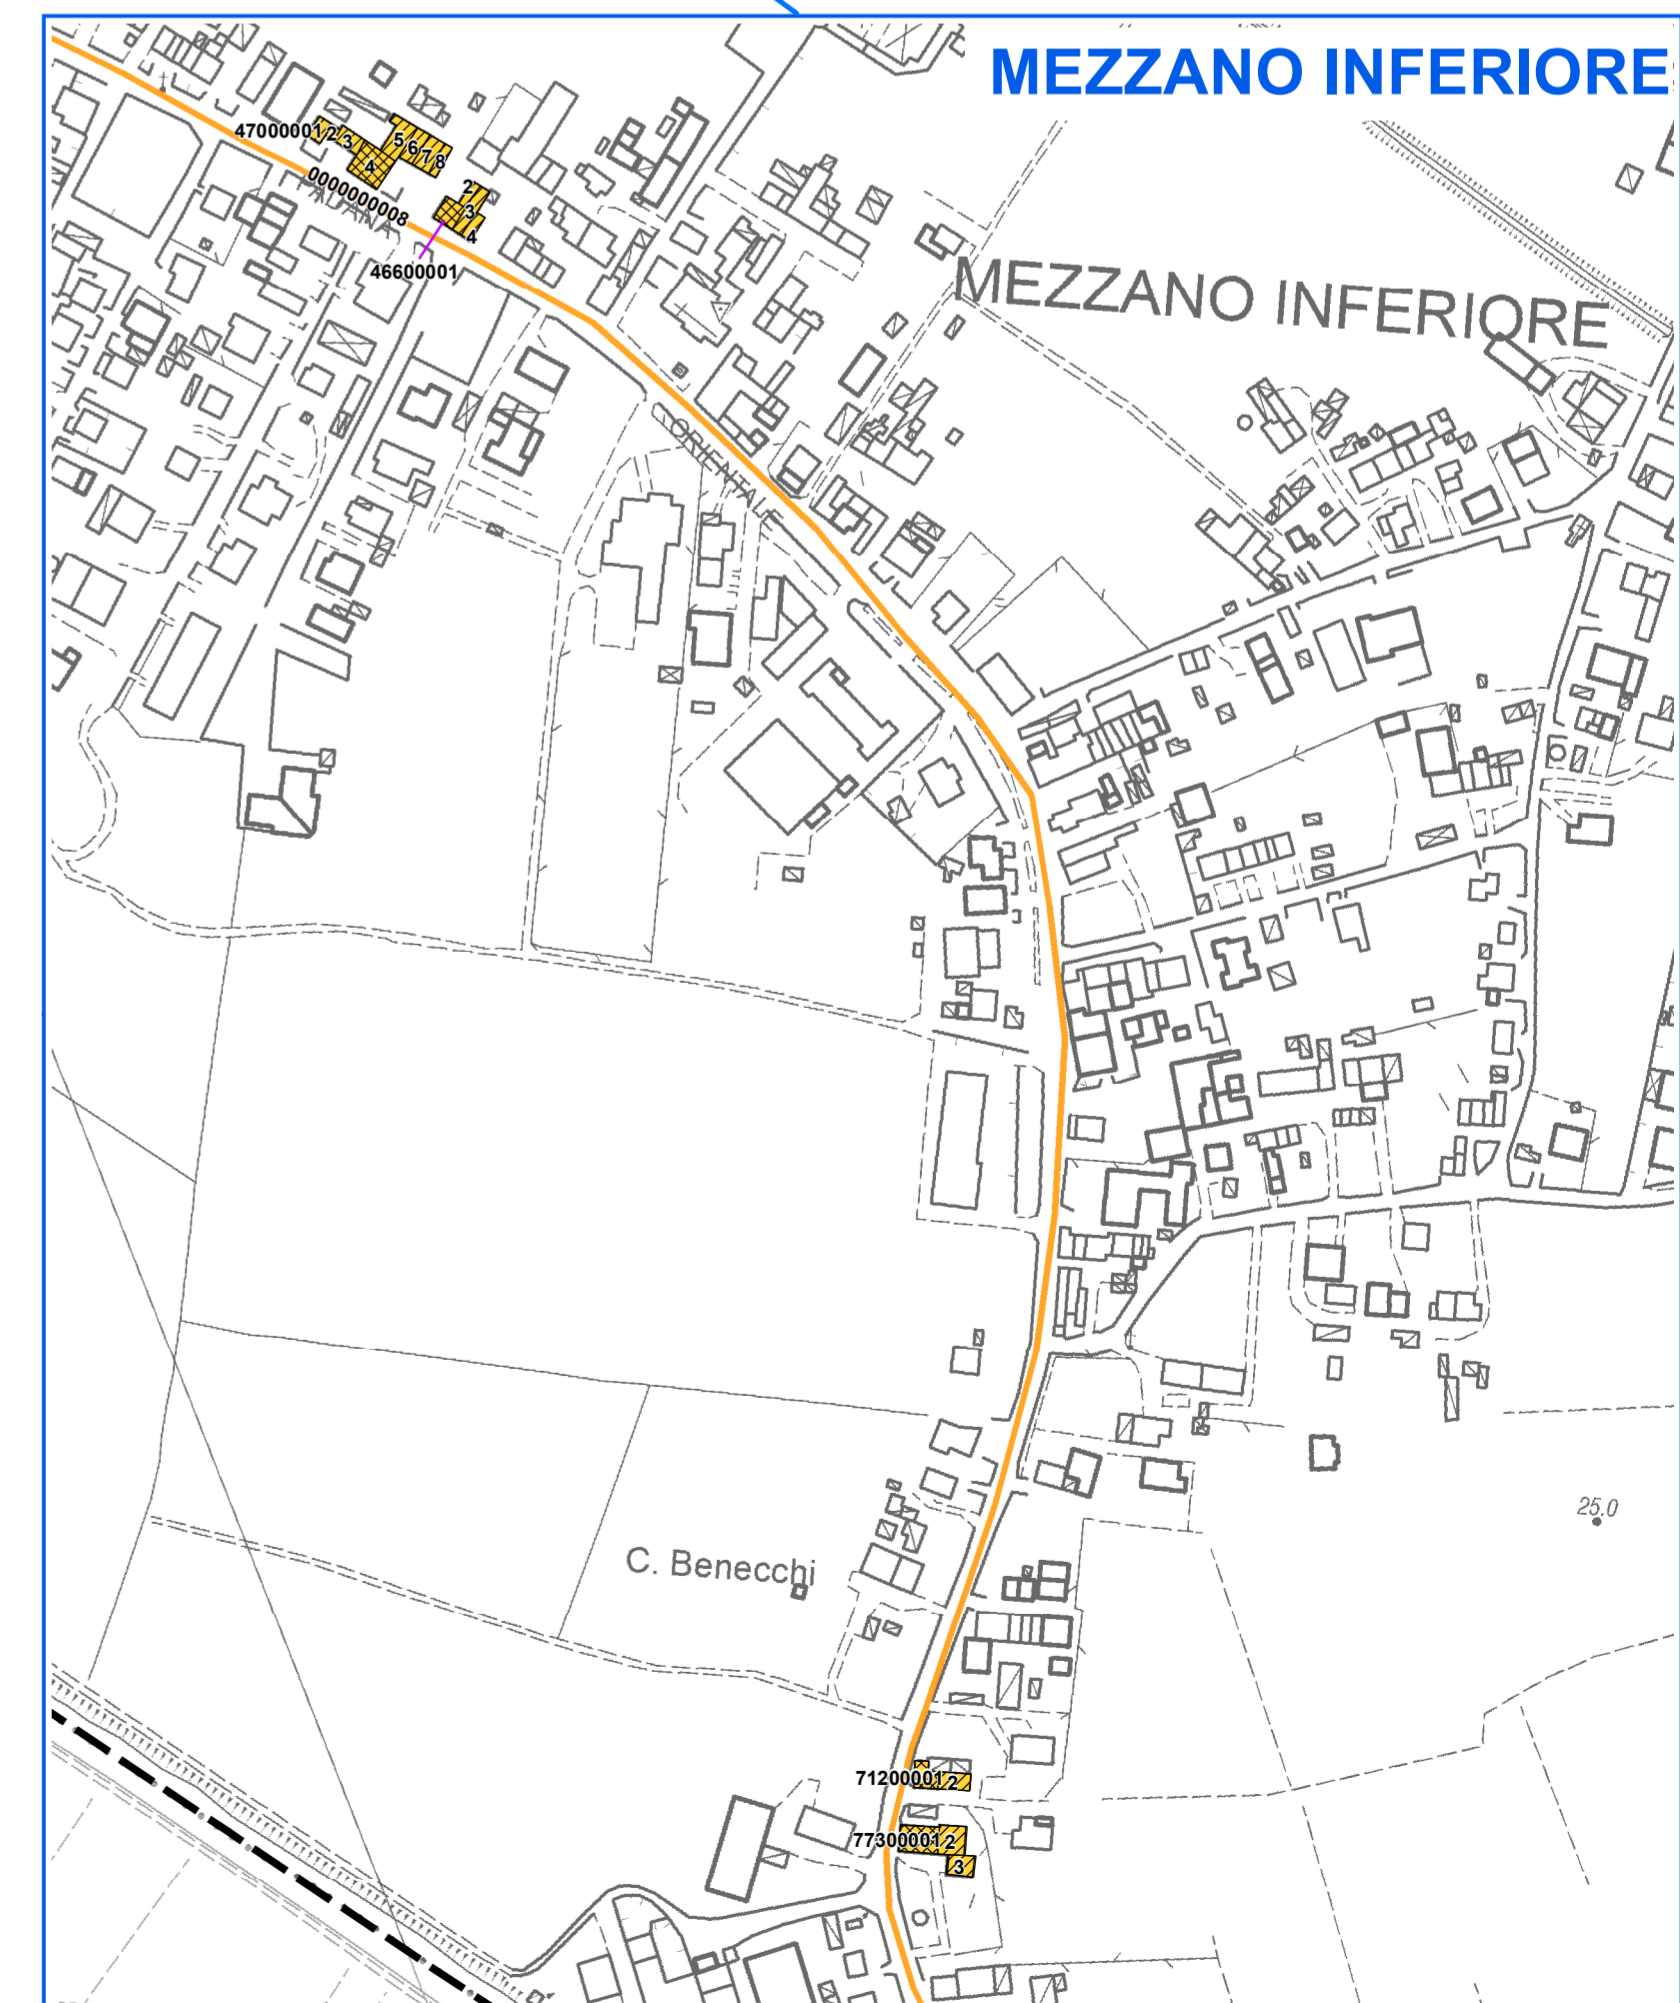 MEZZANO INFERIORE
470000001 2 3
4
5 6 7 8
2
3
4
0000000008
PADANA
46600001
MEZZANO INFERIORE
ORIENTALE
25.0
C. Benecchi
71200001 2
77300001 2
3